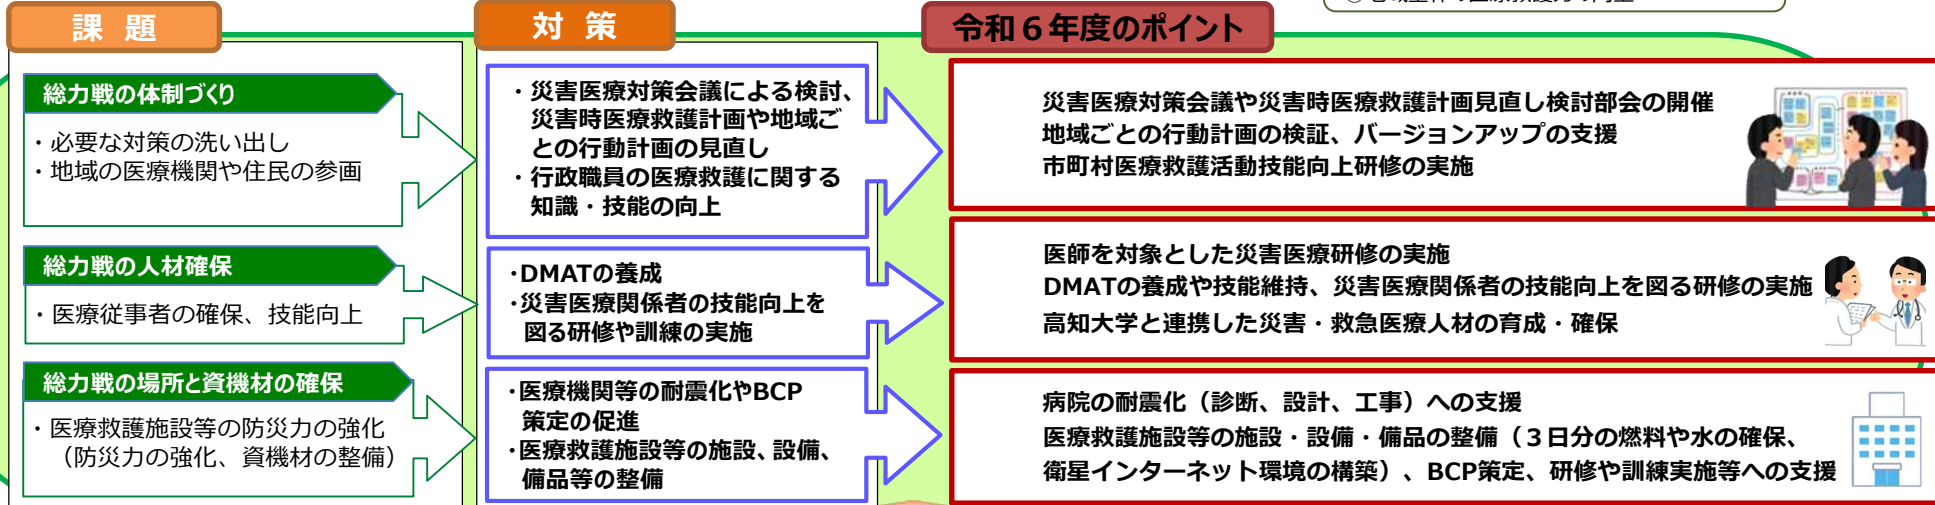 課 題
総力戦の体制づくり
・必要な対策の洗い出し
・地域の医療機関や住民の参画
総力戦の人材確保
・医療従事者の確保、技能向上
総力戦の場所と資機材の確保
・医療救護施設等の防災力の強化
（防災力の強化、資機材の整備）
対 策
・災害医療対策会議による検討、
災害時医療救護計画や地域ご
との行動計画の見直し
・行政職員の医療救護に関する
知識・技能の向上
・DMATの養成
・災害医療関係者の技能向上を
図る研修や訓練の実施
・医療機関等の耐震化やBCP
策定の促進
・医療救護施設等の施設、設備、
備品等の整備
令和６年度のポイント
災害医療対策会議や災害時医療救護計画見直し検討部会の開催
地域ごとの行動計画の検証、バージョンアップの支援
市町村医療救護活動技能向上研修の実施
医師を対象とした災害医療研修の実施
DMATの養成や技能維持、災害医療関係者の技能向上を図る研修の実施
高知大学と連携した災害・救急医療人材の育成・確保
病院の耐震化（診断、設計、工事）への支援
医療救護施設等の施設・設備・備品の整備（３日分の燃料や水の確保、
衛星インターネット環境の構築）、BCP策定、研修や訓練実施等への支援